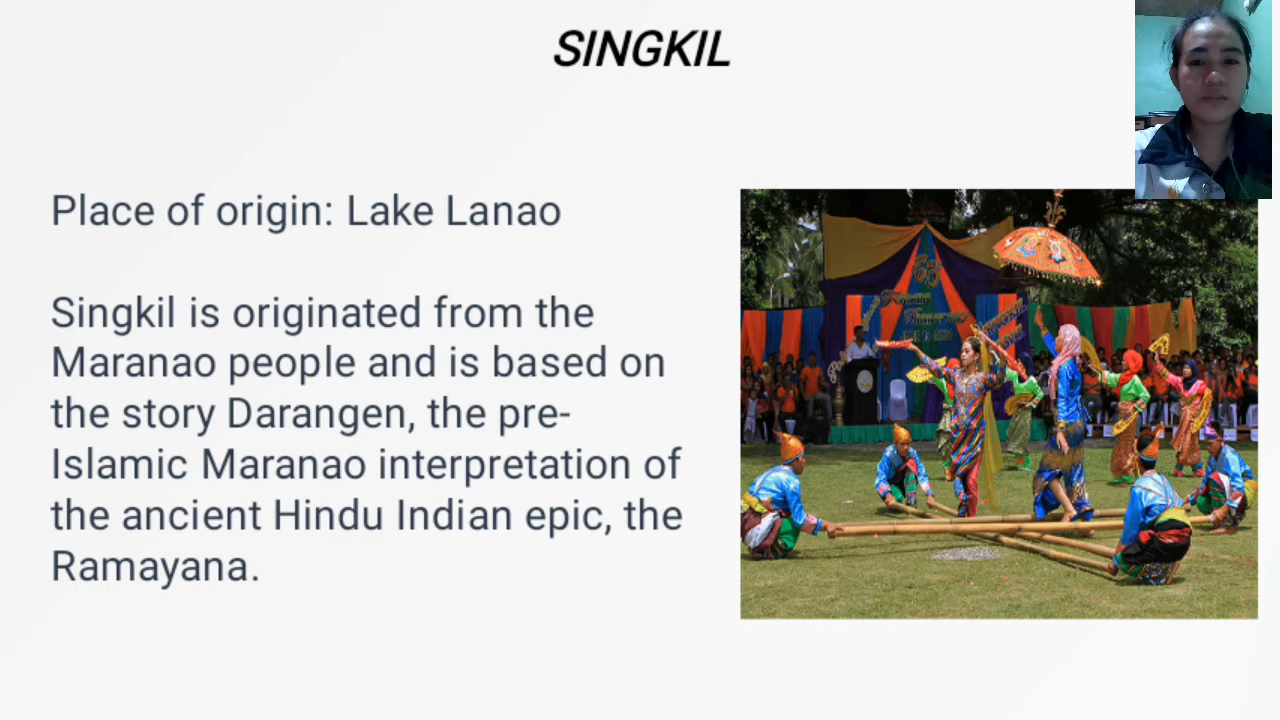 SINGKIL
Place of origin: Lake Lanao
Singkil is originated from the
Maranao people and is based on
the story Darangen, the pre-
Islamic Maranao interpretation of
the ancient Hindu Indian epic, the
Ramayana.